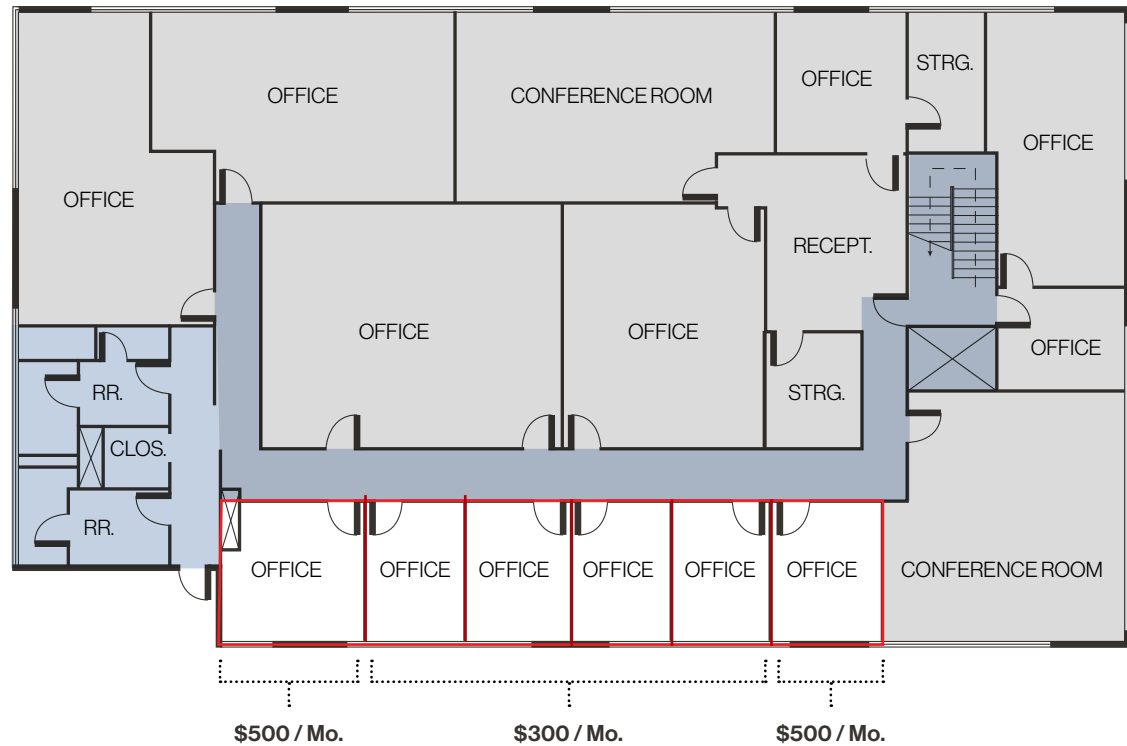 STRG.
OFFICE
OFFICE
CONFERENCE ROOM
OFFICE
OFFICE
RECEPT.
OFFICE
OFFICE
OFFICE
RR.
STRG.
CLOS.
RR.
OFFICE
OFFICE
OFFICE
OFFICE
OFFICE
OFFICE
CONFERENCE ROOM
$500 / Mo.
$300 / Mo.
$500 / Mo.
OFFICE